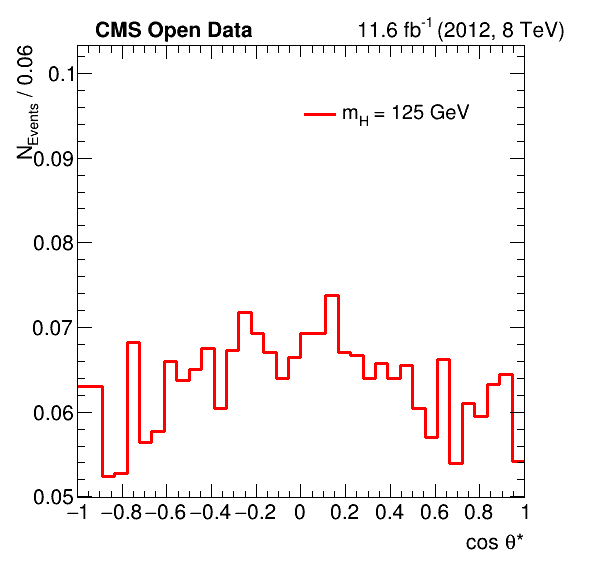 CMS Open Data 11.6 fb-1 (2012, 8 TeV)
NEvents / 0.06
mH = 125 GeV
0.1
0.09
0.08
0.07
0.06
0.05
−1 −0.8 −0.6 −0.4 −0.2 0 0.2 0.4 0.6 0.8 1
cos θ*